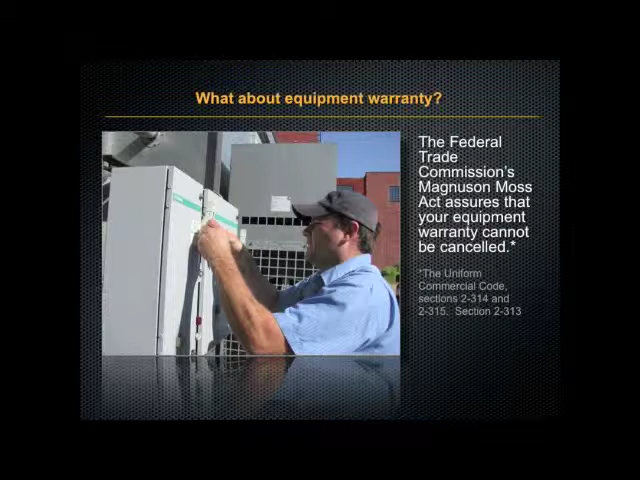 What about equipment warranty?
The Federal
Trade
Commission's
Magnuson Moss
Act assures that
your equipment
warranty cannot
be cancelled.*
*The Uniform
Commercial Code,
sections 2-314 and
2-315.  Section 2-313